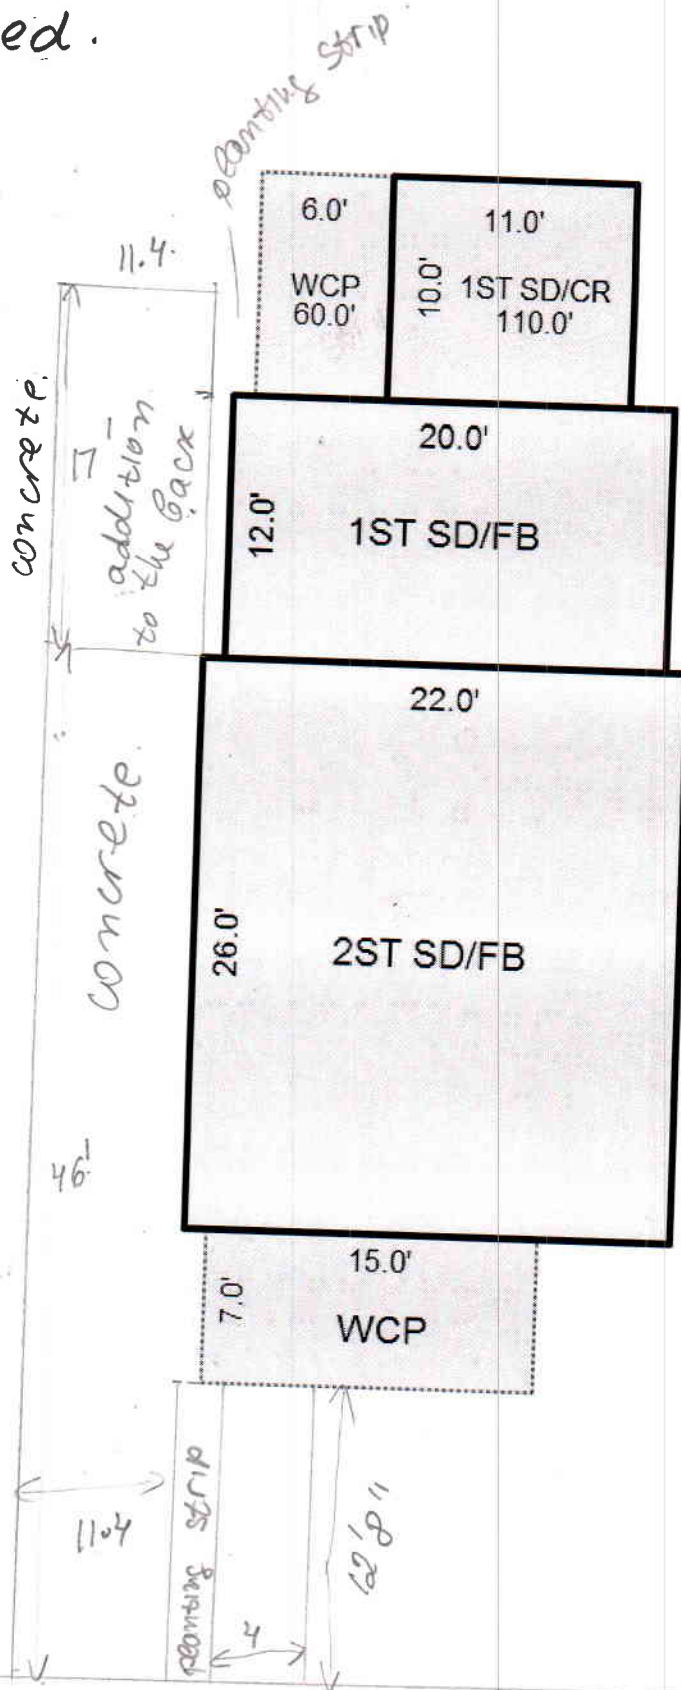 ed.
planting strip
6.0'
11.0'
11.4.
WCP
60.0'
10.0'
1ST SD/CR
110.0'
concrete.
addition
to the back
20.0'
12.0'
1ST SD/FB
22.0'
concrete.
26.0'
2ST SD/FB
46'
15.0'
7.0'
WCP
planting strip
11.4
12'8"
4